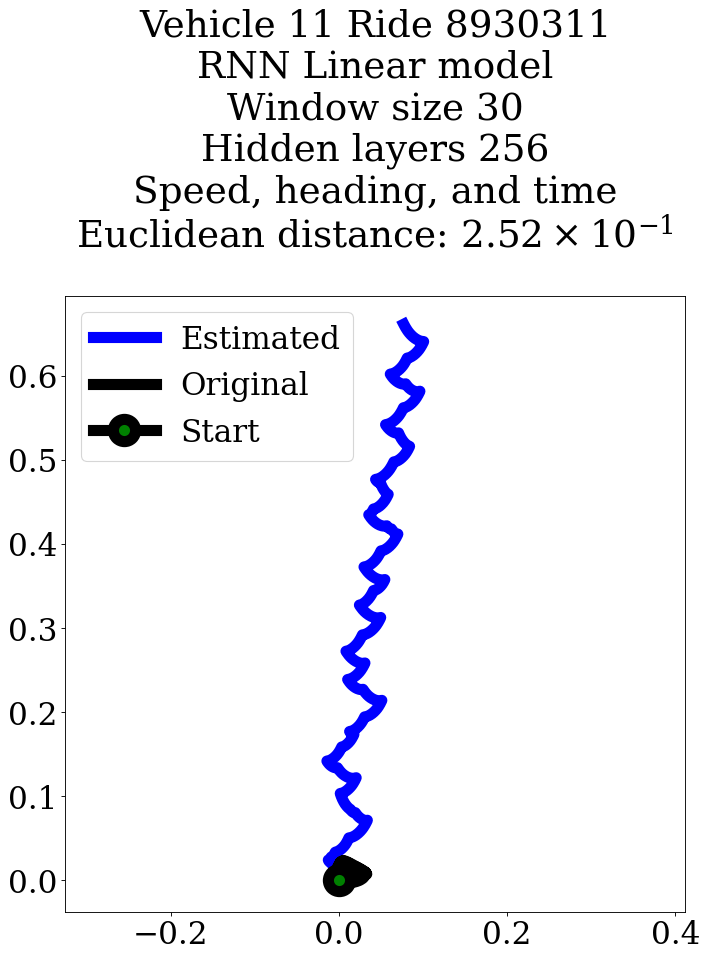 Vehicle 11 Ride 8930311
RNN Linear model
Window size 30
Hidden layers 256
Speed, heading, and time
Euclidean distance: $2.52 × 10^{-1}$
Estimated
Original
Start
0.6
0.5
0.4
0.3
0.2
0.1
0.0
−0.2 0.0 0.2 0.4